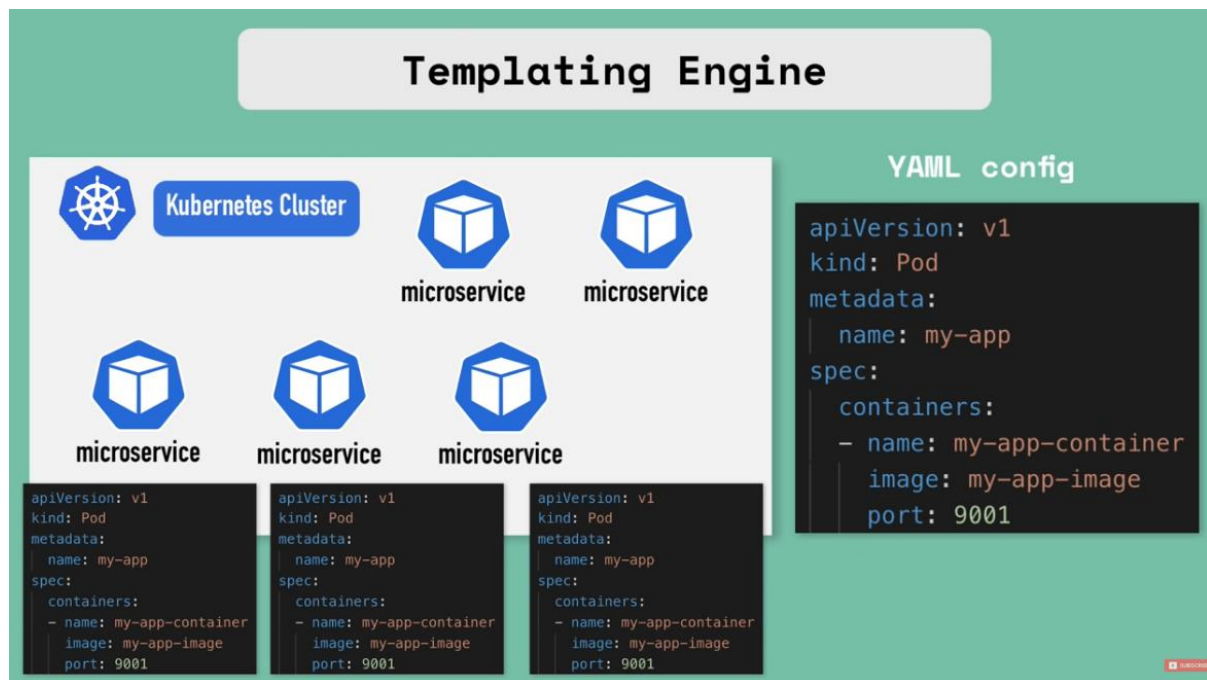 Templating Engine
Kubernetes Cluster
microservice
microservice
microservice
microservice
microservice
YAML config
apiVersion: v1
kind: Pod
metadata:
name: my-app
spec:
containers:
- name: my-app-container
image: my-app-image
port: 9001
apiVersion: v1
kind: Pod
metadata:
name: my-app
spec:
containers:
- name: my-app-container
image: my-app-image
port: 9001
apiVersion: v1
kind: Pod
metadata:
name: my-app
spec:
containers:
- name: my-app-container
image: my-app-image
port: 9001
apiVersion: v1
kind: Pod
metadata:
name: my-app
spec:
containers:
- name: my-app-container
image: my-app-image
port: 9001